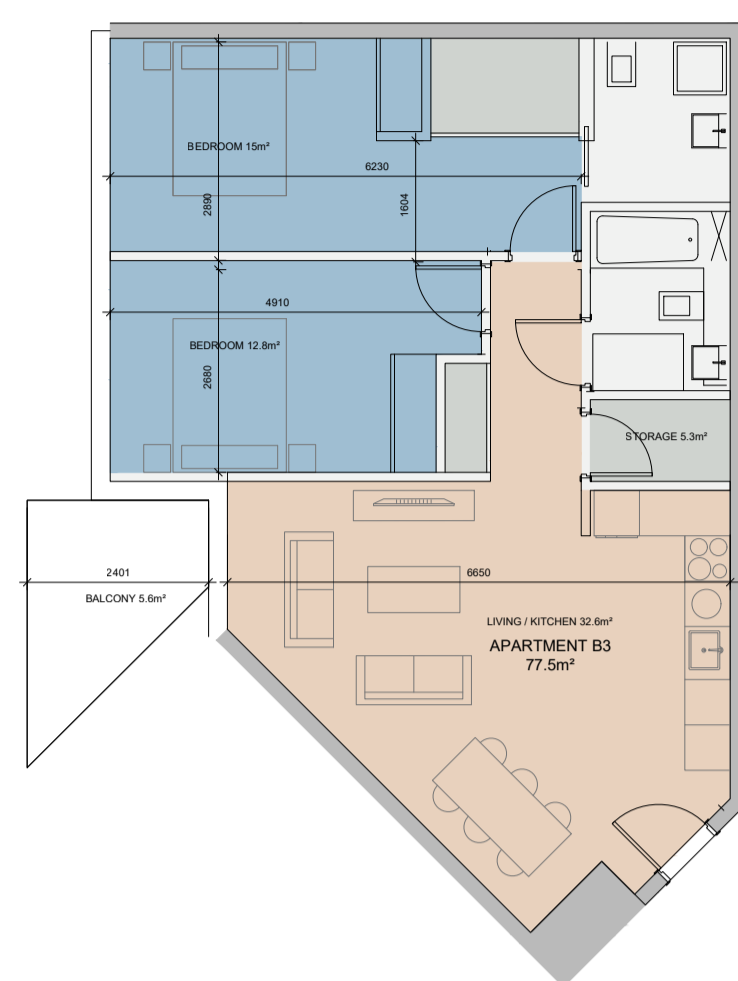 BEDROOM 15m²
6230
2890
1604
4910
BEDROOM 12.8m²
2680
STORAGE 5.3m²
2401
BALCONY 5.6m²
6650
LIVING / KITCHEN 32.6m²
APARTMENT B3
77.5m²